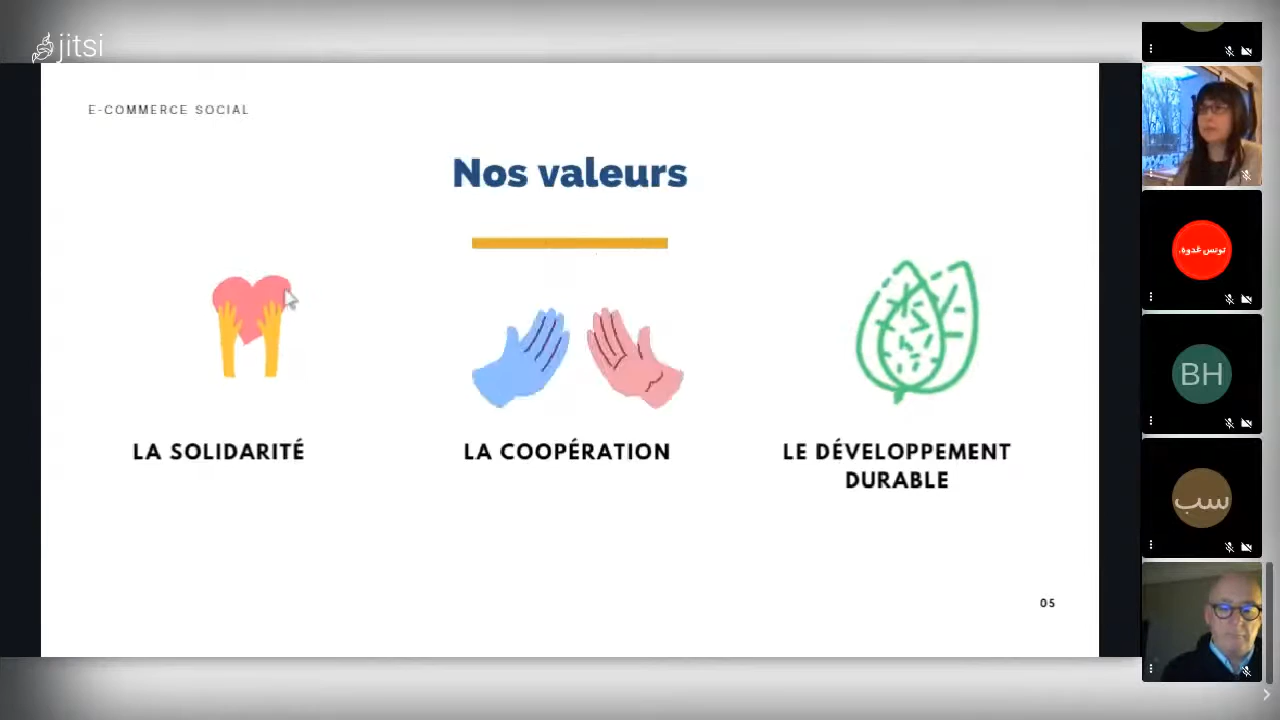 jitsi
E-COMMERCE SOCIAL
Nos valeurs
LA SOLIDARITÉ
LA COOPÉRATION
LE DÉVELOPPEMENT
DURABLE
05
تونس غدوة.
BH
سب